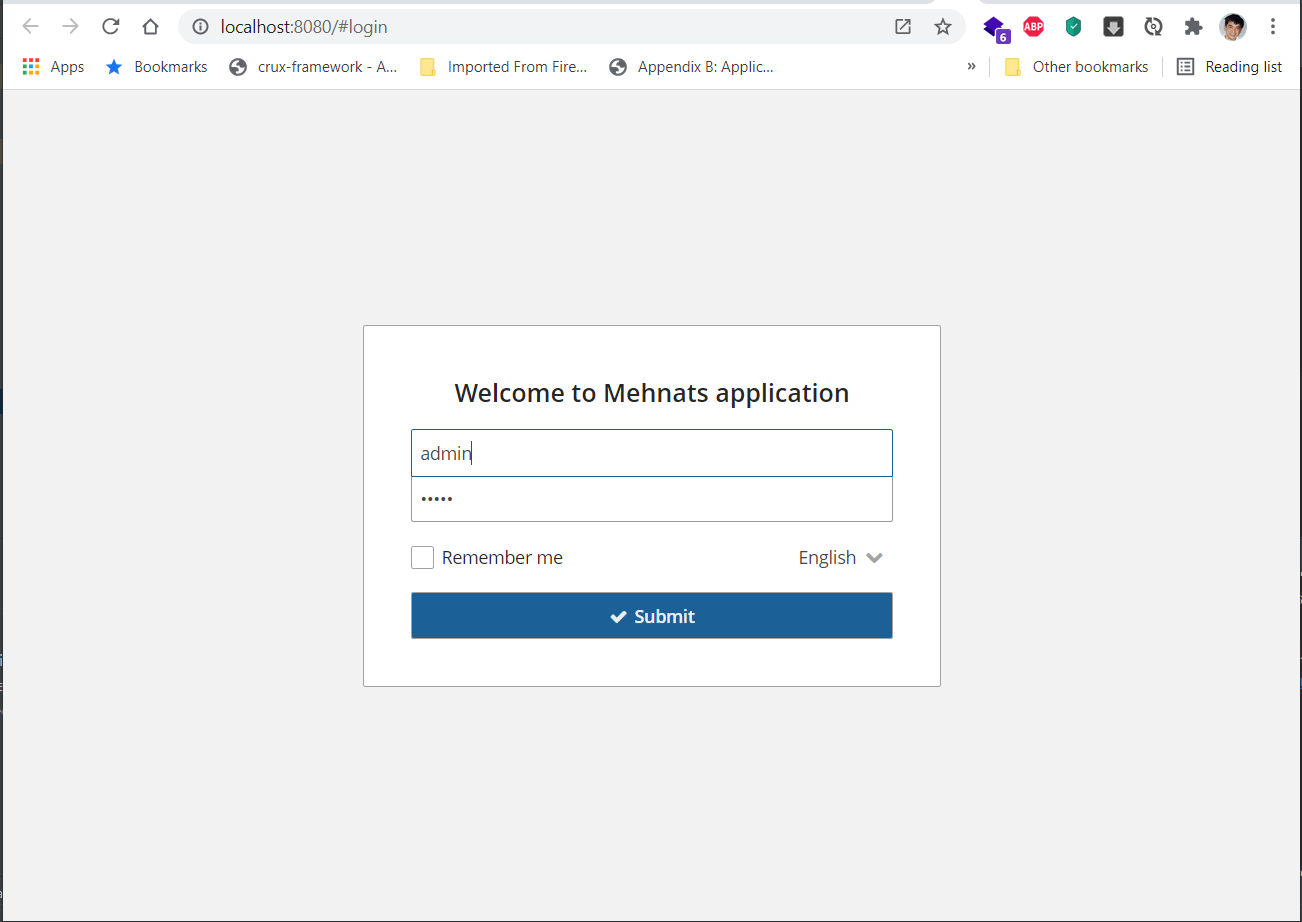 localhost:8080/#login
6
ABP
Apps
Bookmarks
crux-framework - A...
Imported From Fire...
Appendix B: Applic...
»
Other bookmarks
Reading list
Welcome to Mehnats application
admin
•••••
Remember me
English
Submit